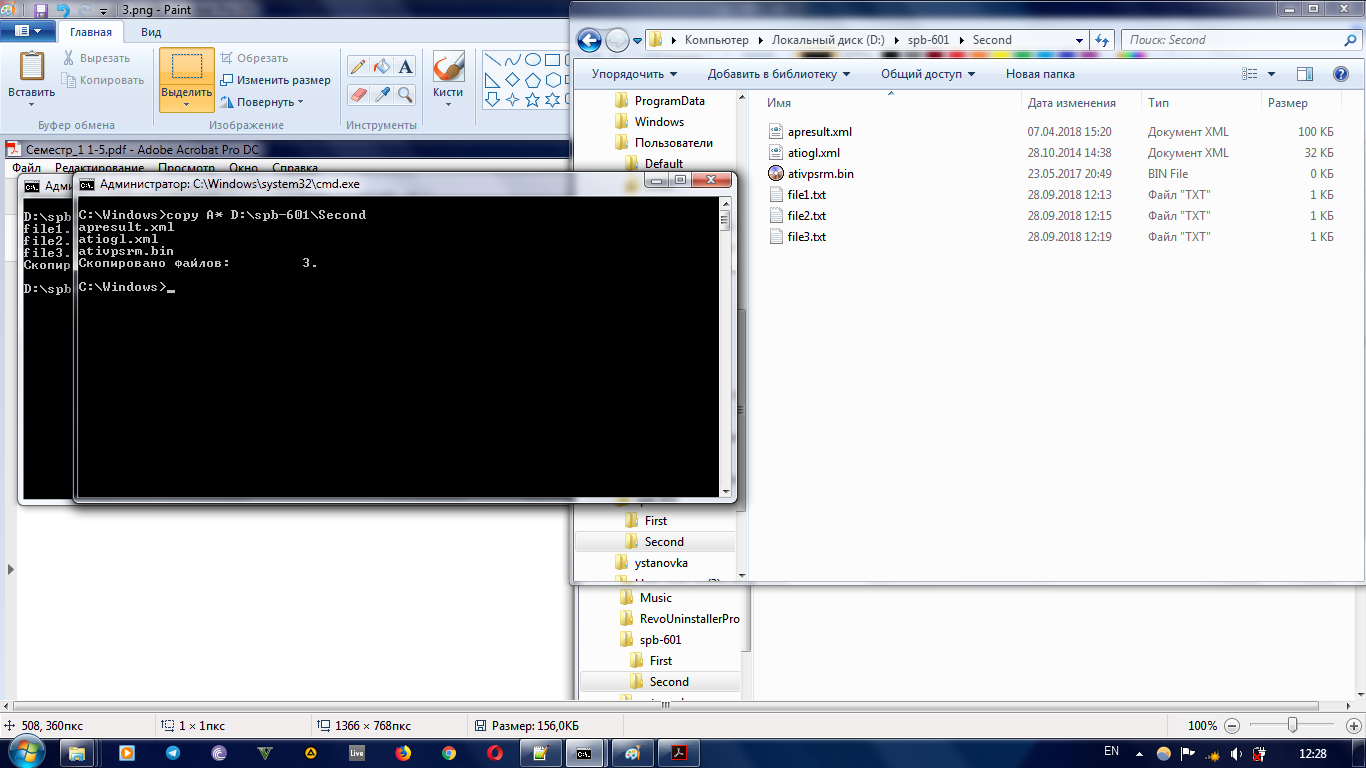 3.png - Paint
Главная
Вид
Вставить
Вырезать
Копировать
Буфер обмена
Выделить
Обрезать
Изменить размер
Повернуть
Изображение
A
Инструменты
Кисти
Семестр_1 1-5.pdf - Adobe Acrobat Pro DC
Файл Редактирование Просмотр Окно Справка
D:\spb
file1.
file2.
file3.
Скопир
D:\spb
Администратор: C:\Windows\system32\cmd.exe
C:\Windows>copy A* D:\spb-601\Second
apresult.xml
atiogl.xml
ativpsrm.bin
Скопировано файлов: 3.
C:\Windows>_
Компьютер Локальный диск (D:) spb-601 Second
Поиск: Second
Упорядочить Добавить в библиотеку Общий доступ Новая папка
ProgramData
Windows
Пользователи
Default
First
Second
ystanovka
Имя Дата изменения Тип Размер
apresult.xml 07.04.2018 15:20 Документ XML 100 КБ
atiogl.xml 28.10.2014 14:38 Документ XML 32 КБ
ativpsrm.bin 23.05.2017 20:49 BIN File 0 КБ
file1.txt 28.09.2018 12:13 Файл "TXT" 1 КБ
file2.txt 28.09.2018 12:15 Файл "TXT" 1 КБ
file3.txt 28.09.2018 12:19 Файл "TXT" 1 КБ
Music
RevoUninstallerPro
spb-601
First
Second
508, 360пкс
1 × 1пкс
1366 × 768пкс
Размер: 156,0КБ
100%
Live
C:\.
EN
12:28